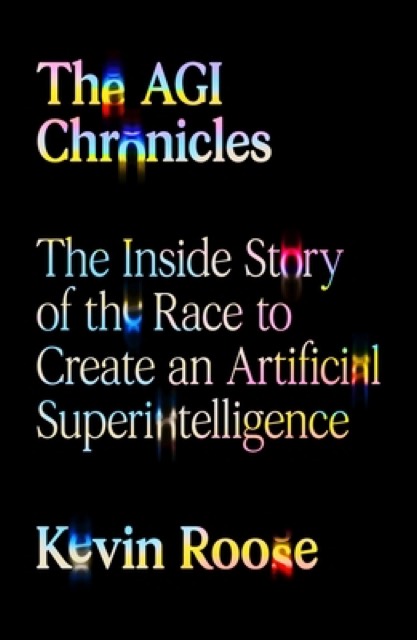 The AGI
Chronicles
The Inside Story
of the Race to
Create an Artificial
Superintelligence
Kevin Roose